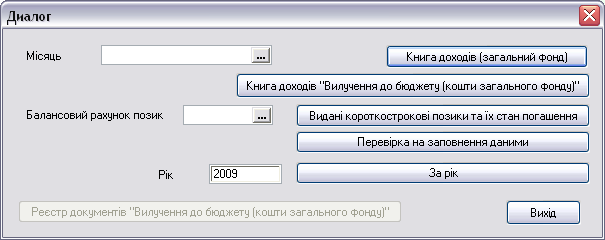 Диалог
Місяць ... Книга доходів (загальний фонд)
Книга доходів "Вилучення до бюджету (кошти загального фонду)"
Балансовий рахунок позик ... Видані короткострокові позики та їх стан погашення
Перевірка на заповнення даними
Рік 2009 За рік
Реєстр документів "Вилучення до бюджету (кошти загального фонду)" Вихід